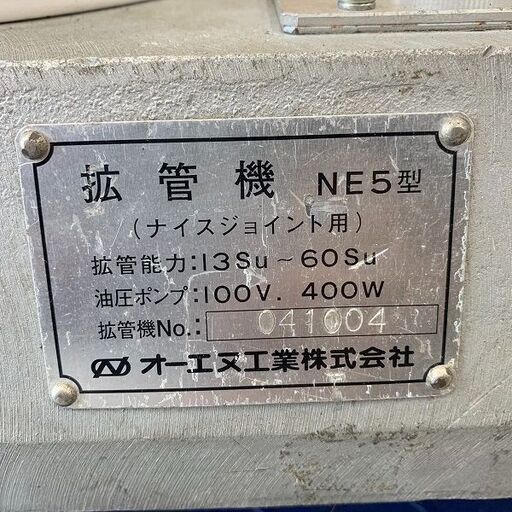 拡管機 NE5型
(ナイスジョイント用)
拡管能力:13Su~60Su
油圧ポンプ:100V. 400W
拡管機No.: 041004
オーエヌ工業株式会社